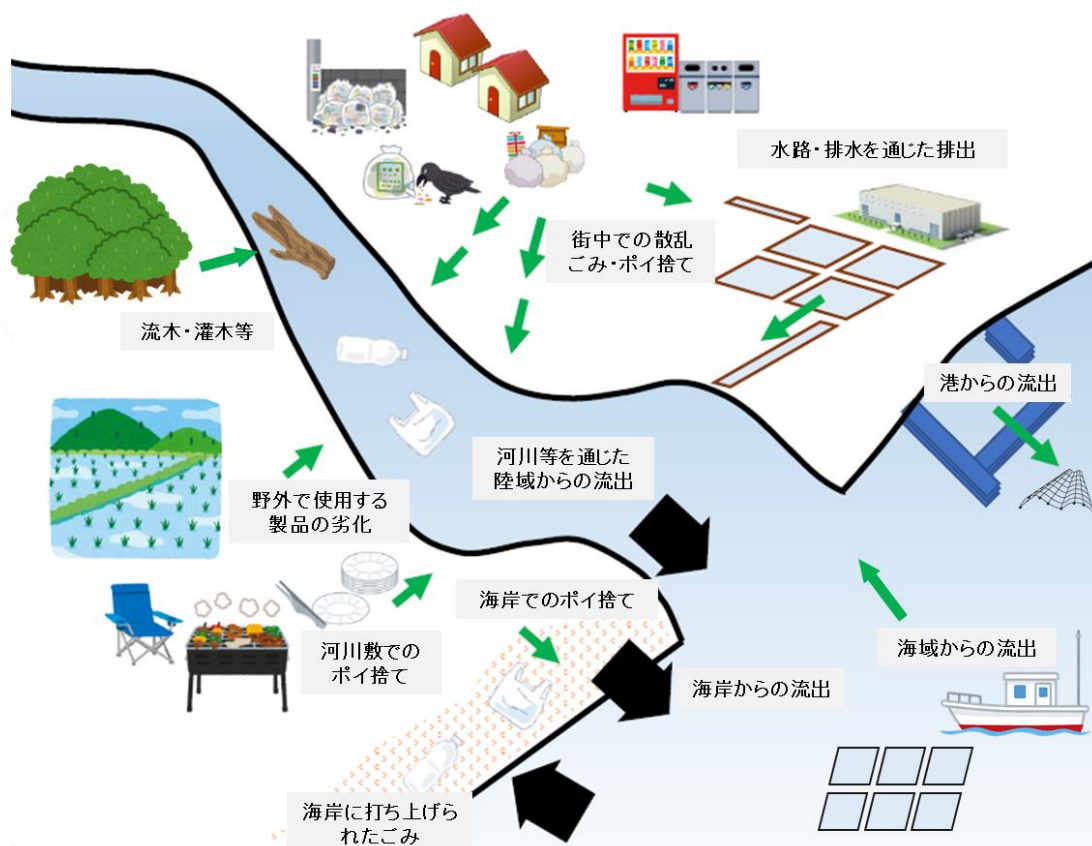 水路・排水を通じた排出
街中での散乱
ごみ・ポイ捨て
流木・灌木等
港からの流出
河川等を通じた
陸域からの流出
野外で使用する
製品の劣化
海岸でのポイ捨て
河川敷での
ポイ捨て
海域からの流出
海岸からの流出
海岸に打ち上げら
れたごみ